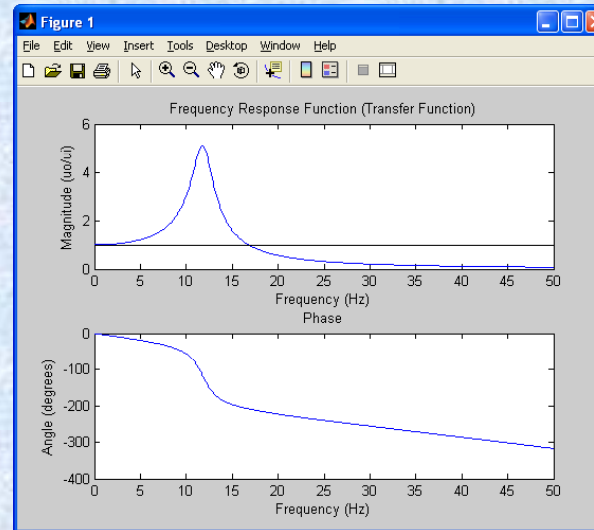 Figure 1
File Edit View Insert Tools Desktop Window Help
Frequency Response Function (Transfer Function)
Magnitude (uo/ui)
6
4
2
0
0 5 10 15 20 25 30 35 40 45 50
Frequency (Hz)
Phase
Angle (degrees)
0
-100
-200
-300
-400
0 5 10 15 20 25 30 35 40 45 50
Frequency (Hz)